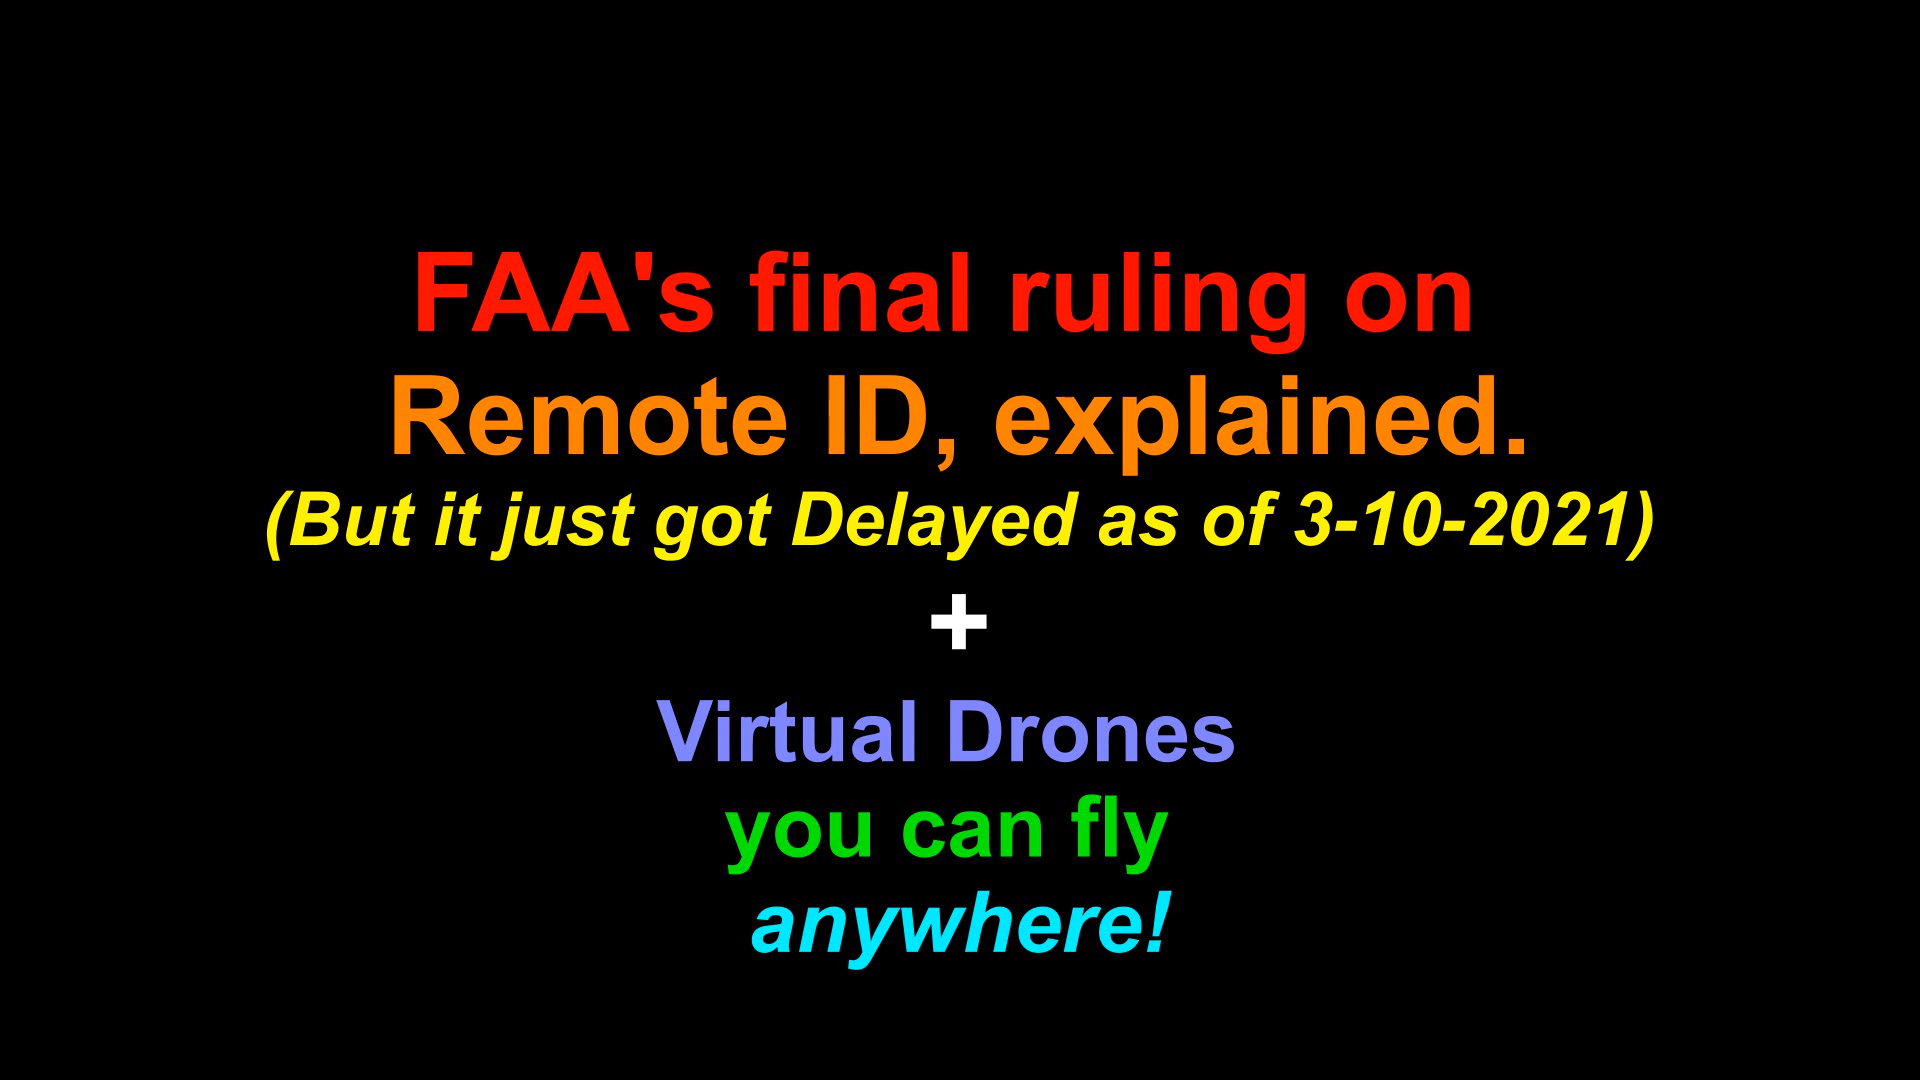 FAA's final ruling on
Remote ID, explained.
(But it just got Delayed as of 3-10-2021)
+
Virtual Drones
you can fly
anywhere!